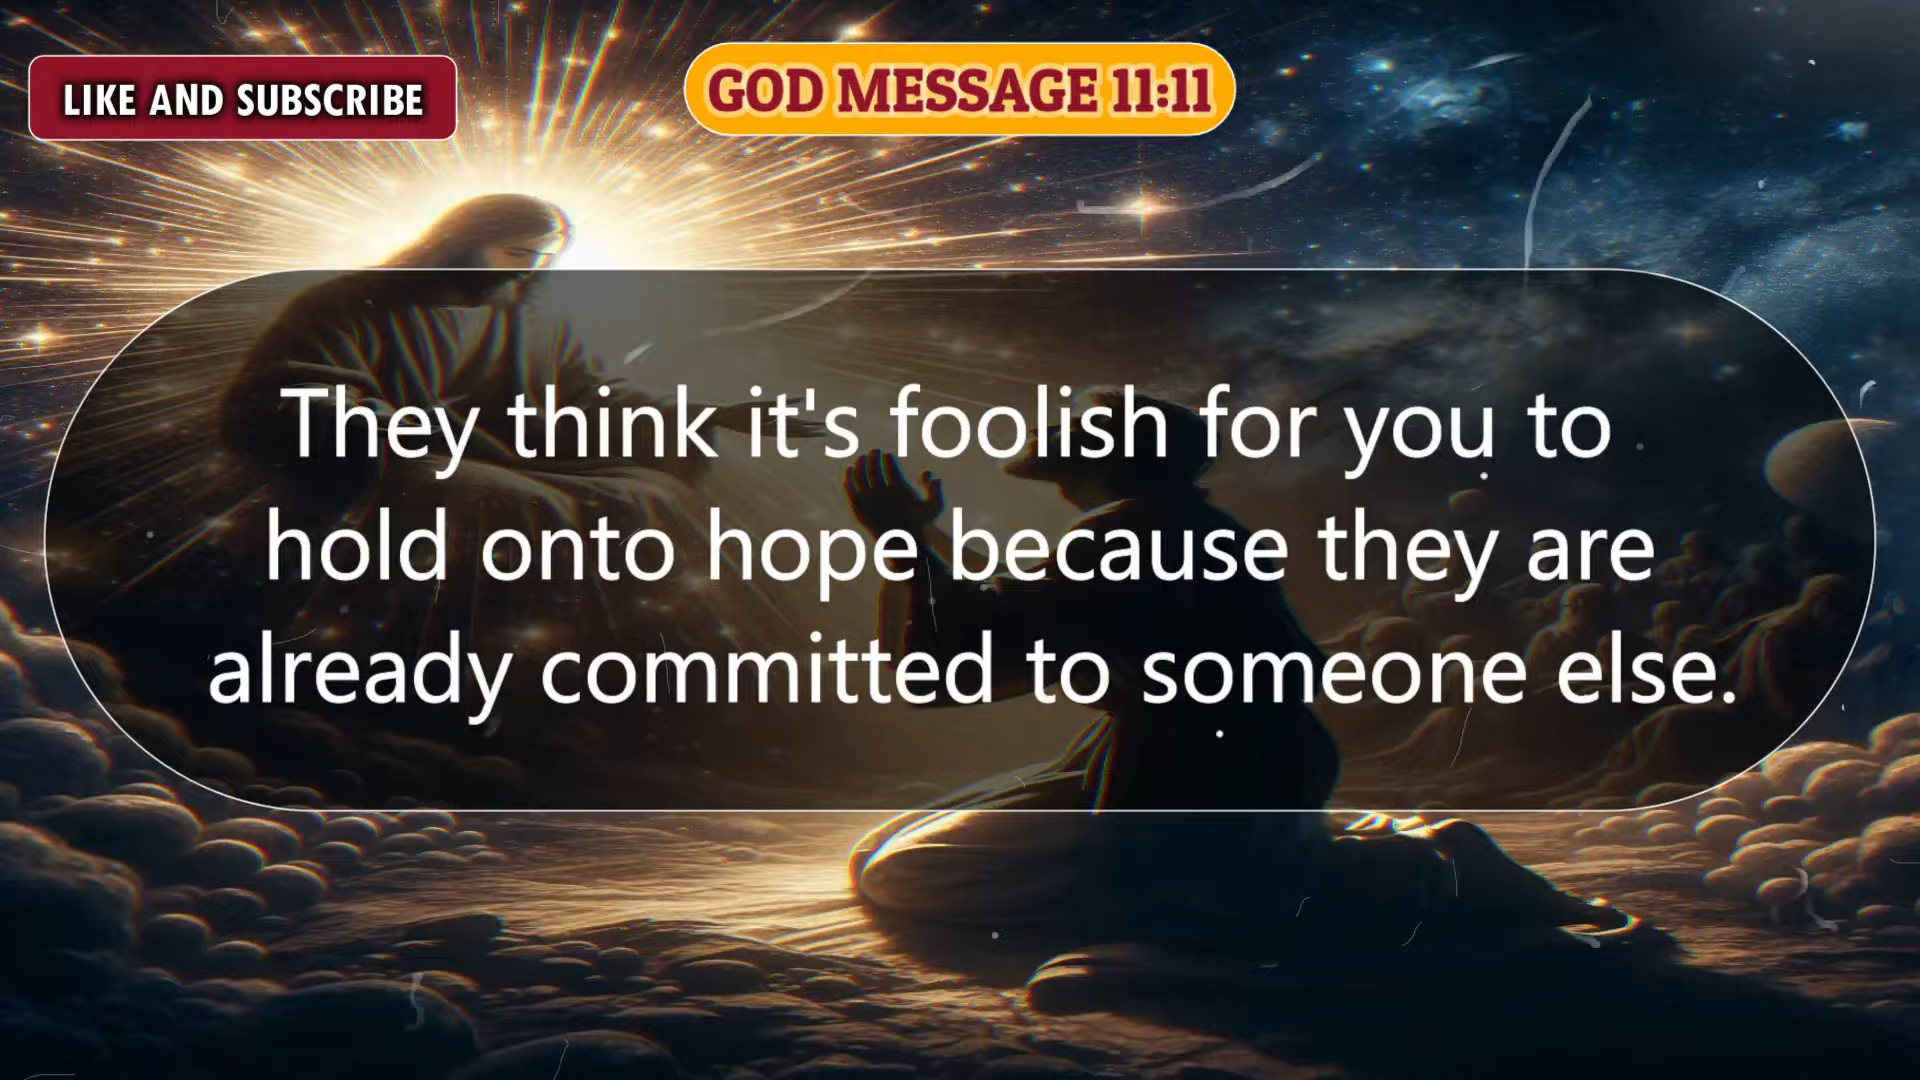 LIKE AND SUBSCRIBE
GOD MESSAGE 11:11
They think it's foolish for you to
hold onto hope because they are
already committed to someone else.